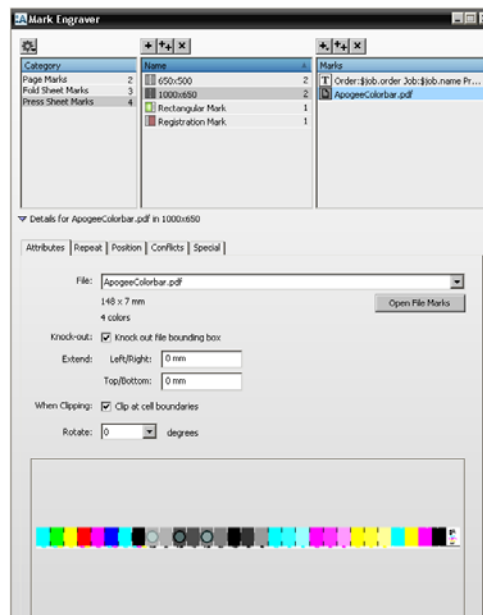 Mark Engraver
Category
Page Marks 2
Fold Sheet Marks 3
Press Sheet Marks 4
Name
650x500 2
1000x650 2
Rectangular Mark 1
Registration Mark 1
Marks
Order:$job.order Job:$job.name Pr...
ApogeeColorbar.pdf
Details for ApogeeColorbar.pdf in 1000x650
Attributes Repeat Position Conflicts Special
File: ApogeeColorbar.pdf
148 x 7 mm Open File Marks
4 colors
Knock-out: Knock out file bounding box
Extend: Left/Right: 0 mm
Top/Bottom: 0 mm
When Clipping: Clip at cell boundaries
Rotate: 0 degrees